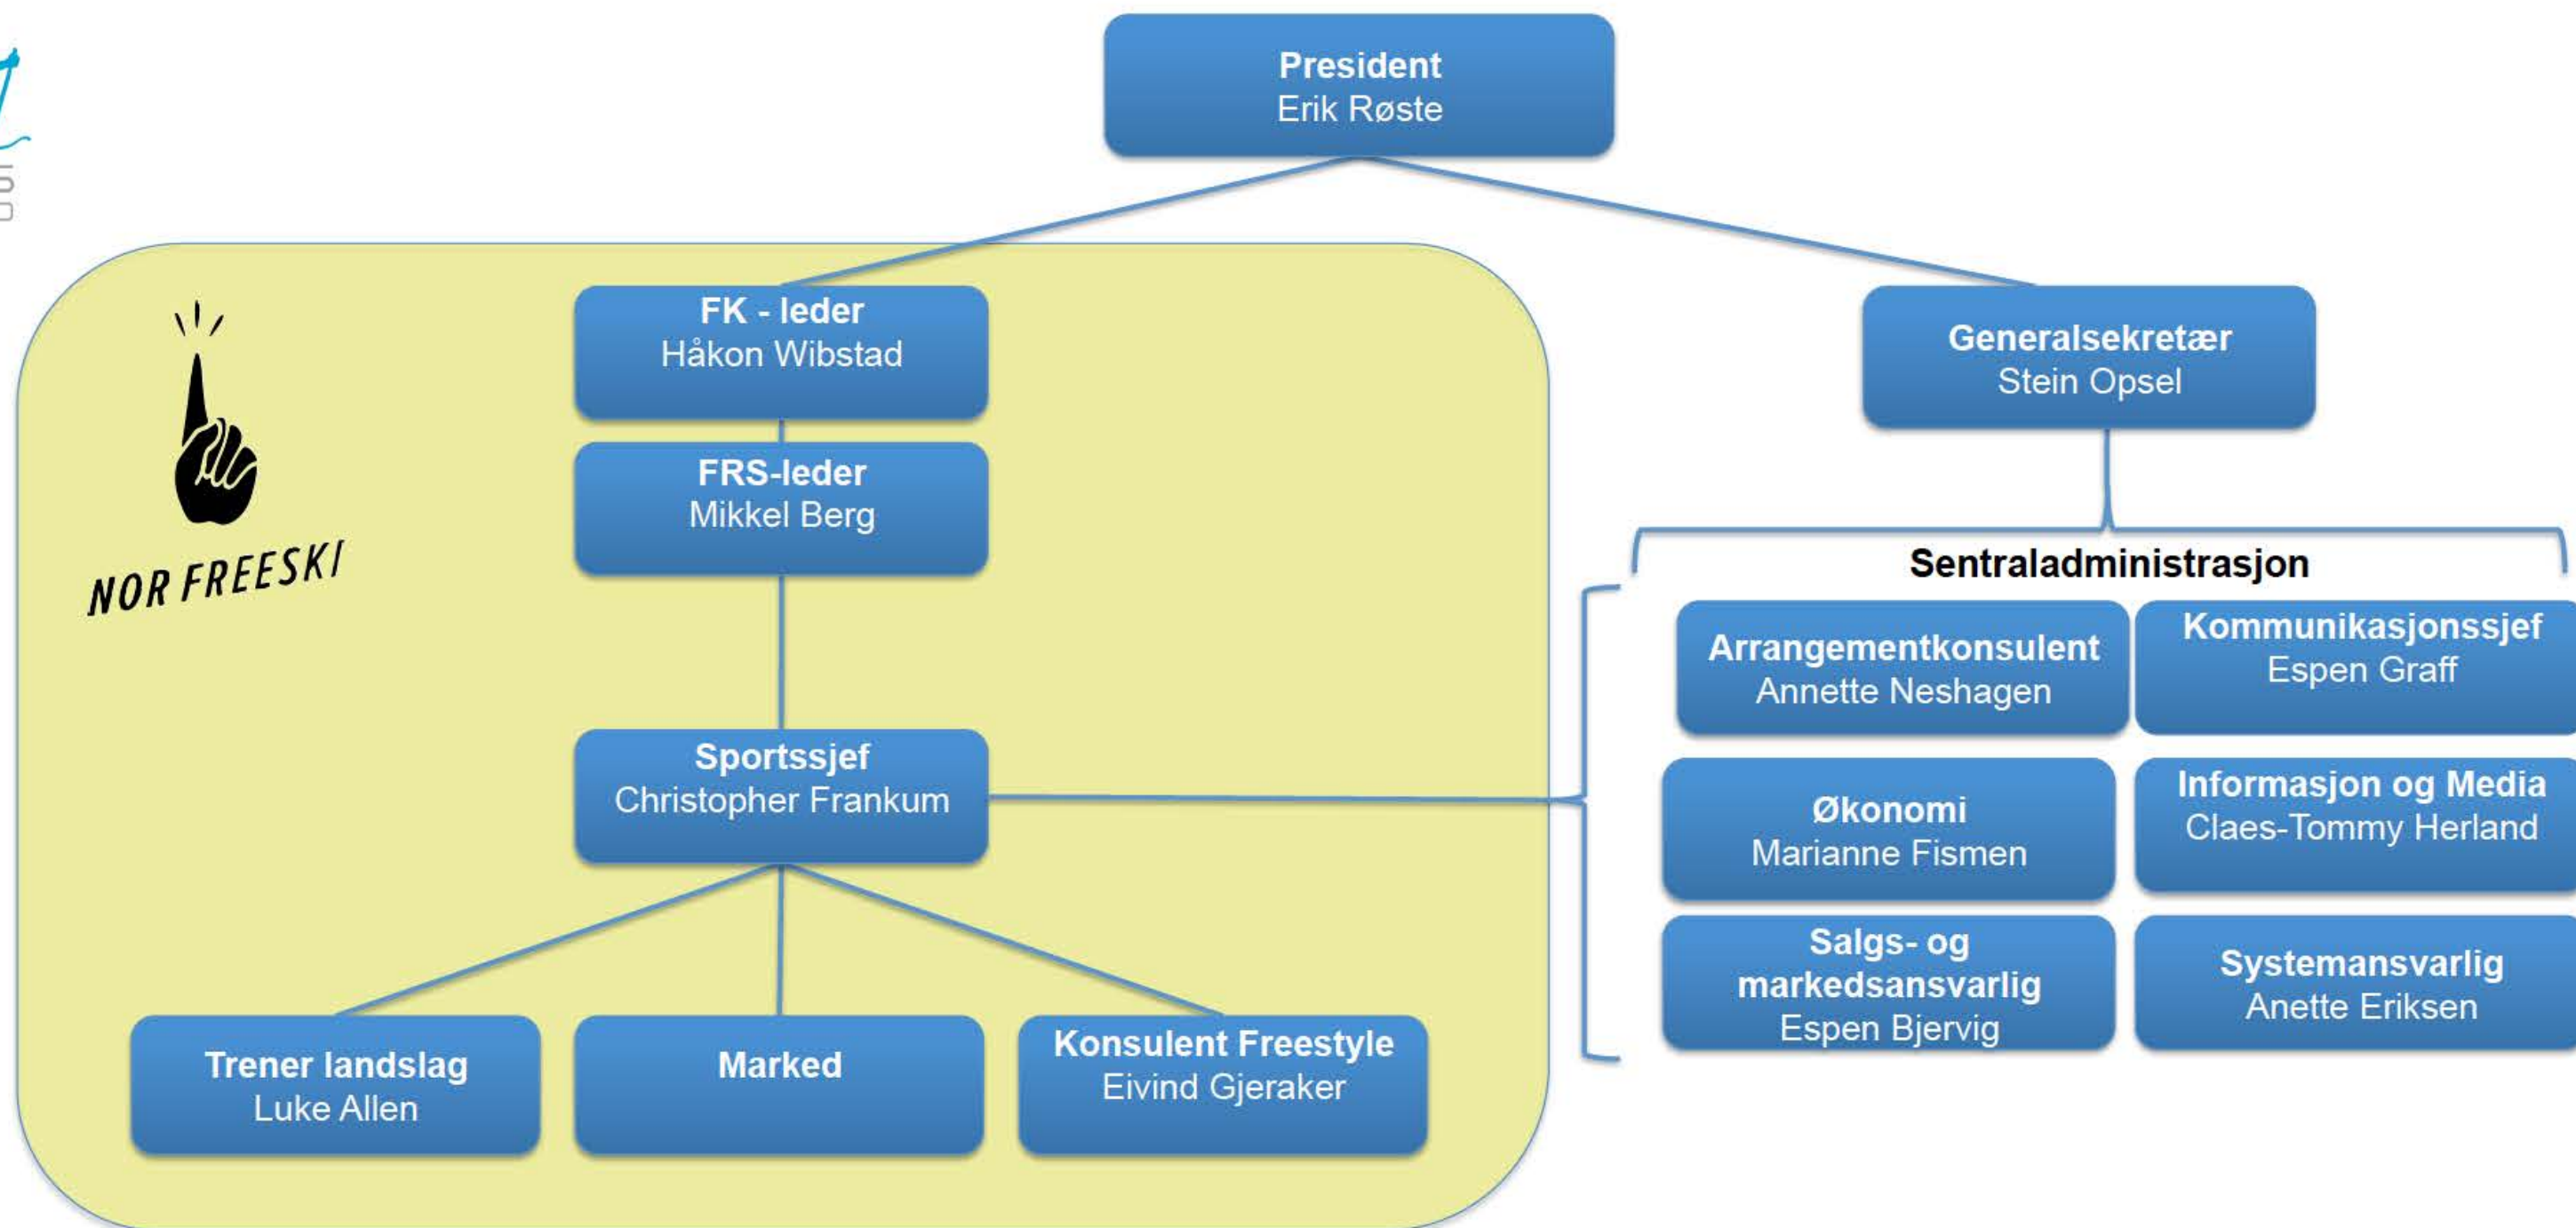 President
Erik Røste
FK - leder
Håkon Wibstad
Generalsekretær
Stein Opsel
FRS-leder
Mikkel Berg
NOR FREESKI
Sentraladministrasjon
Arrangementkonsulent
Annette Neshagen
Kommunikasjonssjef
Espen Graff
Sportssjef
Christopher Frankum
Økonomi
Marianne Fismen
Informasjon og Media
Claes-Tommy Herland
Salgs- og
markedsansvarlig
Espen Bjervig
Systemansvarlig
Anette Eriksen
Trener landslag
Luke Allen
Marked
Konsulent Freestyle
Eivind Gjeraker